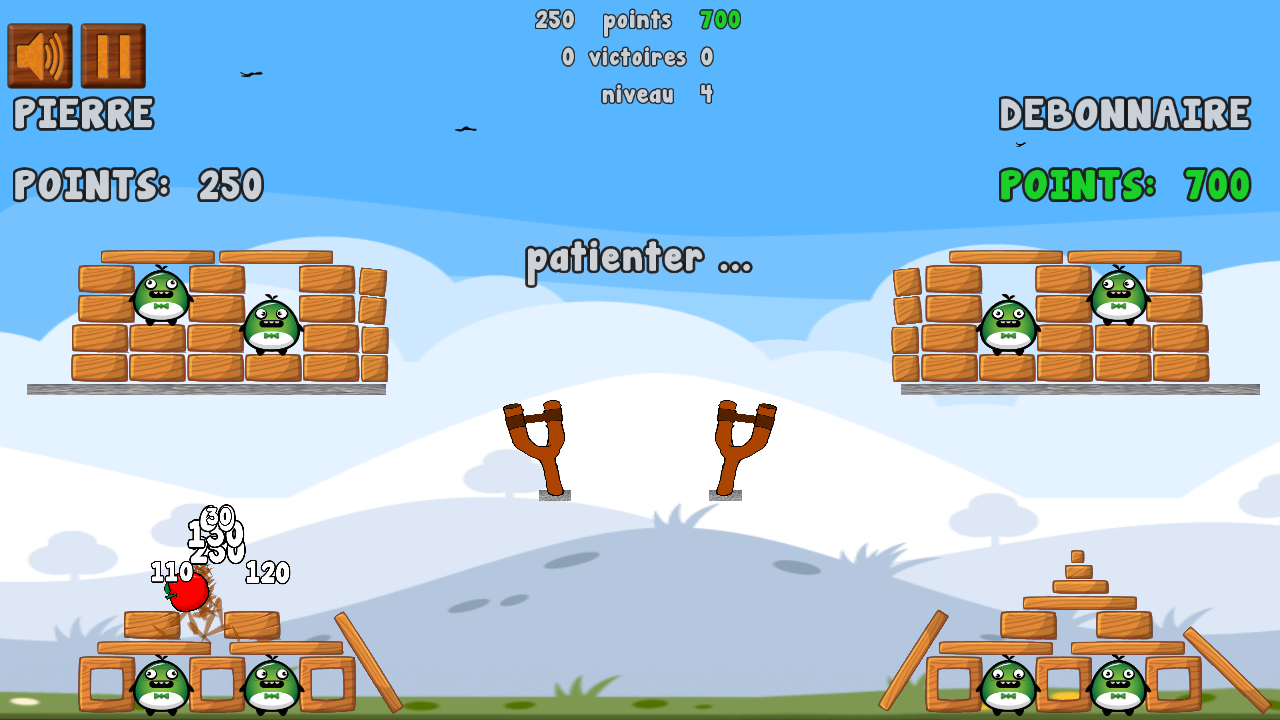 250 points 700
0 victoires 0
niveau 4
PIERRE
DEBONNAIRE
POINTS: 250
POINTS: 700
patienter ...
110
120